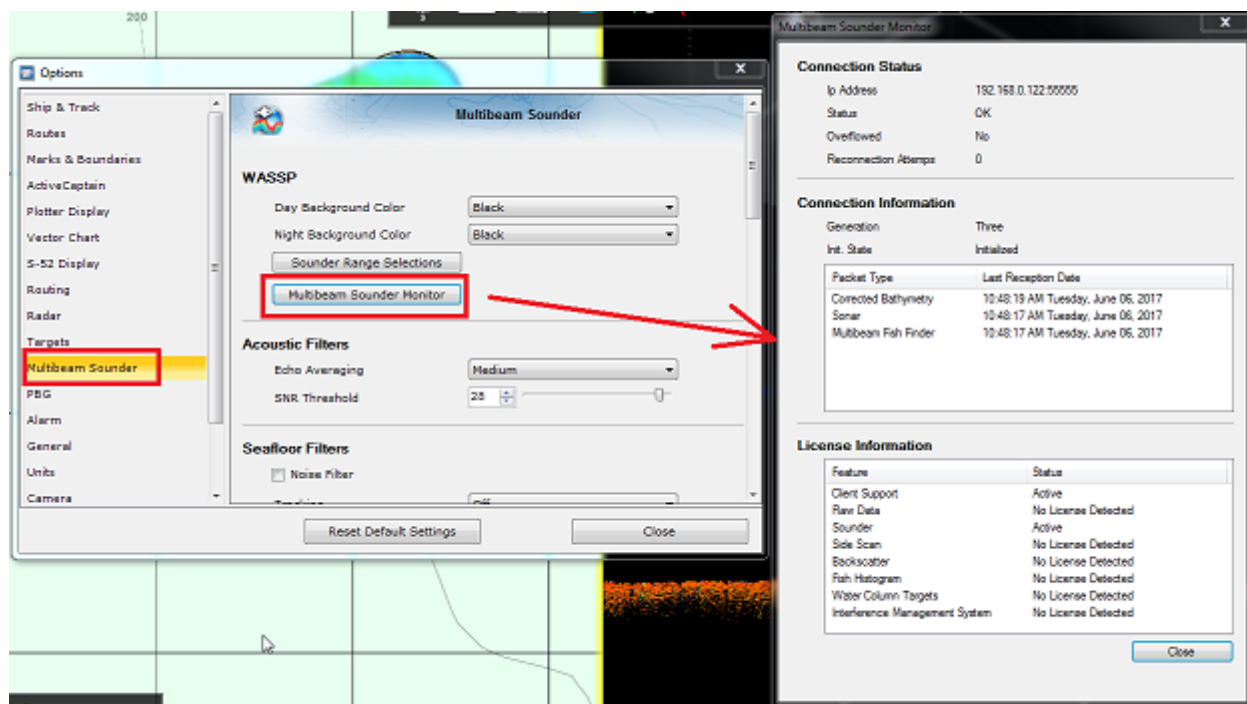 200
3
Options
Ship & Track
Routes
Marks & Boundaries
ActiveCaptain
Plotter Display
Vector Chart
S-52 Display
Routing
Radar
Targets
Multibeam Sounder
PBG
Alarm
General
Units
Camera
Multibeam Sounder
WASSP
Day Background Color Black
Night Background Color Black
Sounder Range Selections
Multibeam Sounder Monitor
Acoustic Filters
Echo Averaging Medium
SNR Threshold 28
Seafloor Filters
Noise Filter
Tracking Off
Reset Default Settings Close
Multibeam Sounder Monitor
Connection Status
Ip Address 192.168.0.122:55555
Status OK
Overflowed No
Reconnection Attemps 0
Connection Information
Generation Three
Init. State Initialized
Packet Type Last Reception Date
Corrected Bathymetry 10:48:19 AM Tuesday, June 06, 2017
Sonar 10:48:17 AM Tuesday, June 06, 2017
Multibeam Fish Finder 10:48:17 AM Tuesday, June 06, 2017
License Information
Feature Status
Client Support Active
Raw Data No License Detected
Sounder Active
Side Scan No License Detected
Backscatter No License Detected
Fish Histogram No License Detected
Water Column Targets No License Detected
Interference Management System No License Detected
Close